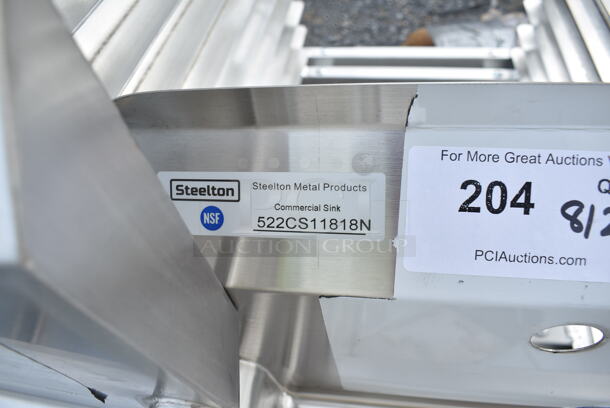 Steelton
Steelton Metal Products
Commercial Sink
NSF
522CS11818N
AUCTION GROUP
For More Great Auctions
204
8/2
PCIAuctions.com